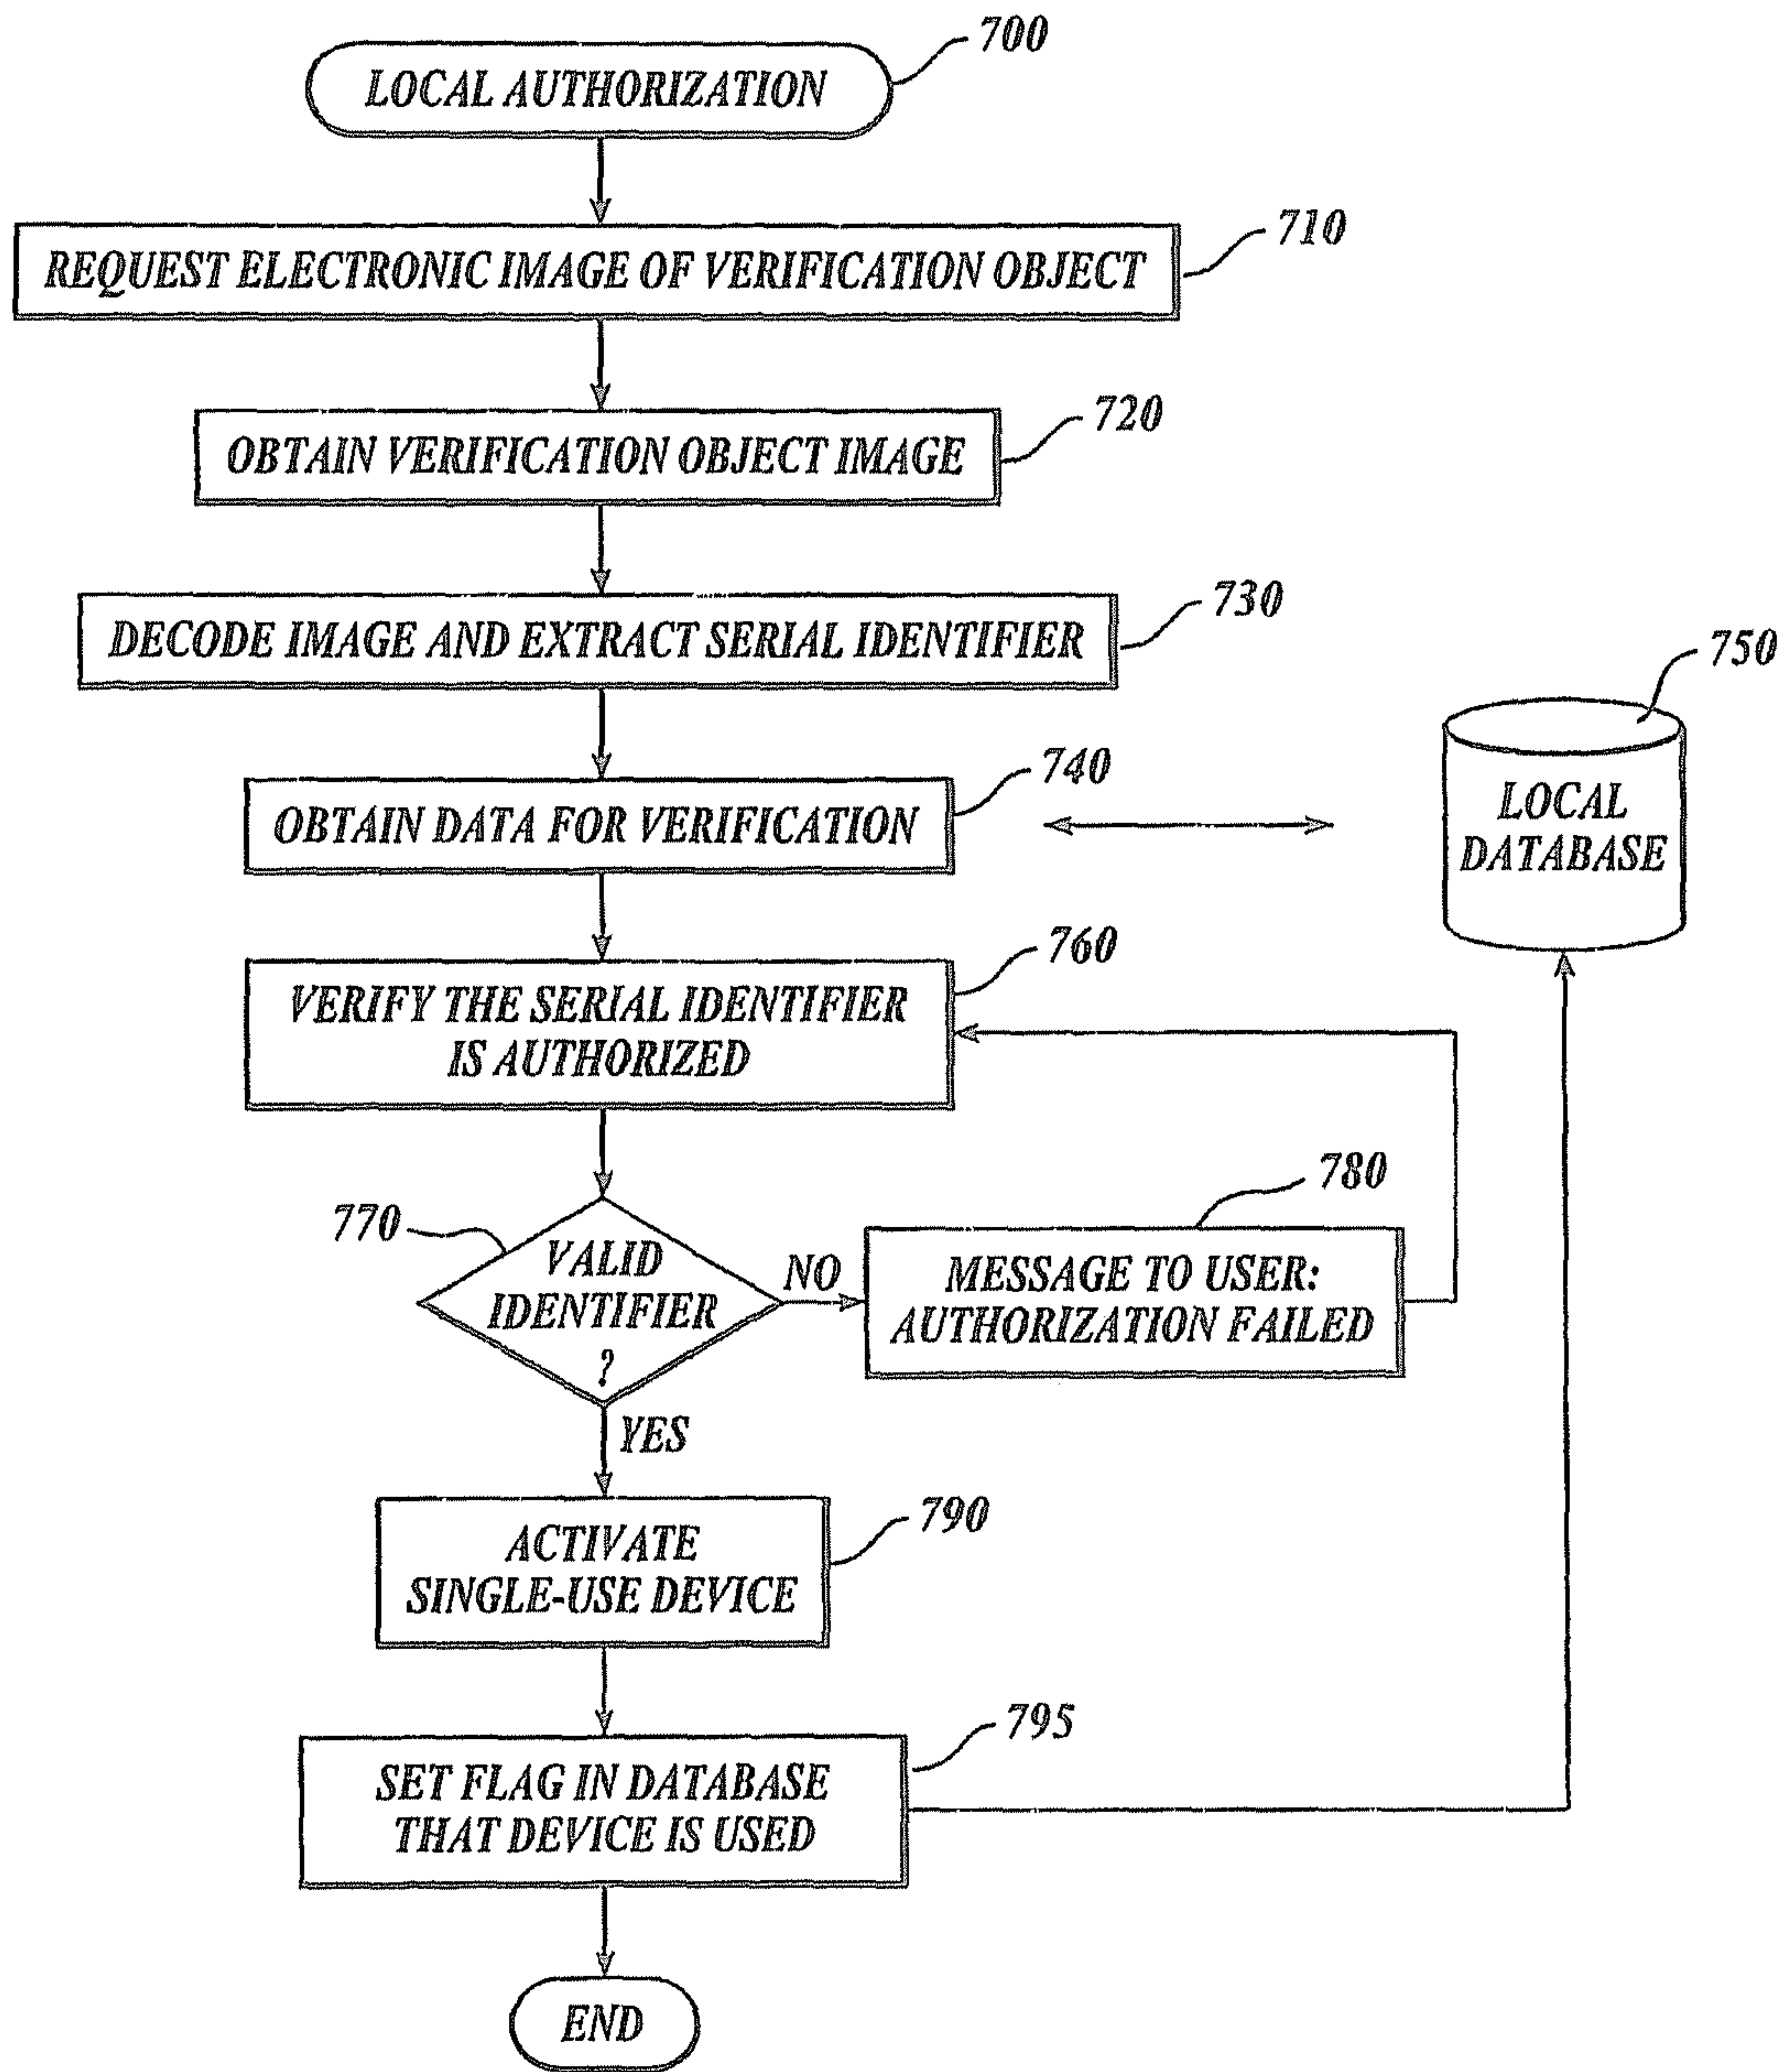 700
LOCAL AUTHORIZATION
710
REQUEST ELECTRONIC IMAGE OF VERIFICATION OBJECT
720
OBTAIN VERIFICATION OBJECT IMAGE
730
DECODE IMAGE AND EXTRACT SERIAL IDENTIFIER
750
740
OBTAIN DATA FOR VERIFICATION
LOCAL
DATABASE
760
VERIFY THE SERIAL IDENTIFIER
IS AUTHORIZED
770
VALID
IDENTIFIER
?
NO
780
MESSAGE TO USER:
AUTHORIZATION FAILED
YES
790
ACTIVATE
SINGLE-USE DEVICE
795
SET FLAG IN DATABASE
THAT DEVICE IS USED
END